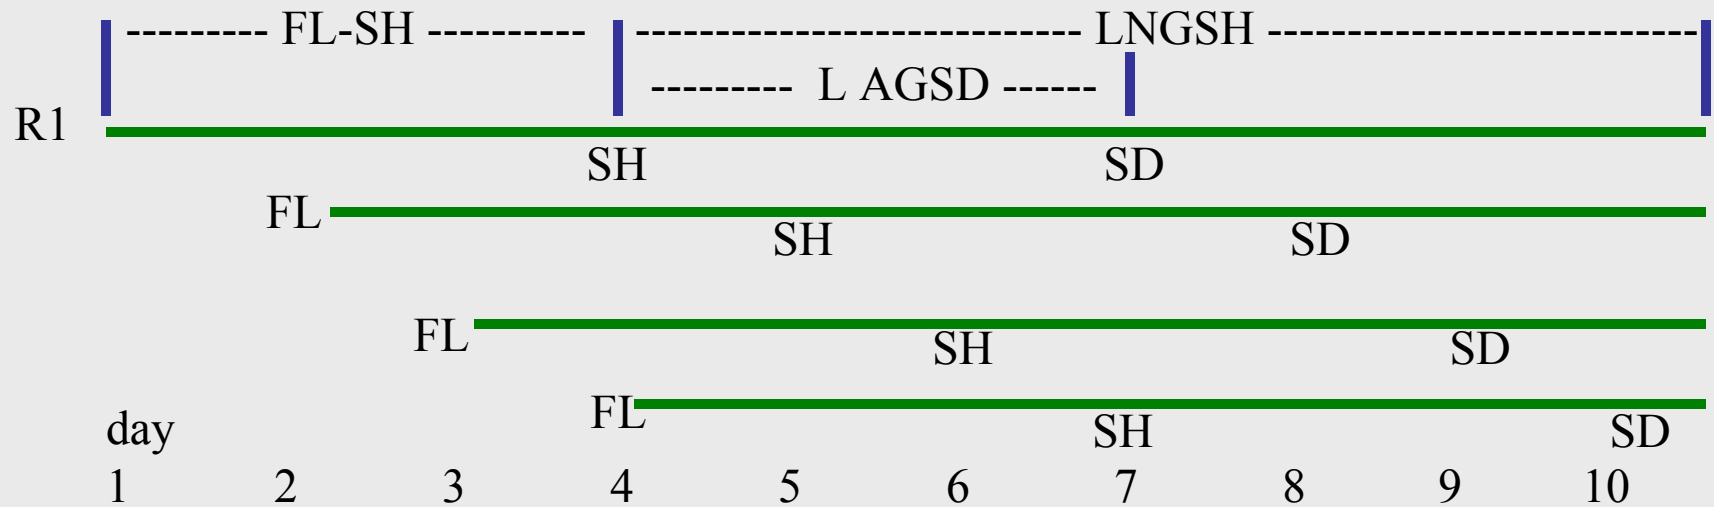 --------- FL-SH ---------- ---------------------------- LNGSH ---------------------------
--------- L AGSD ------
R1
SH SD
FL
SH SD
FL
SH SD
FL
SH SD
day
1 2 3 4 5 6 7 8 9 10